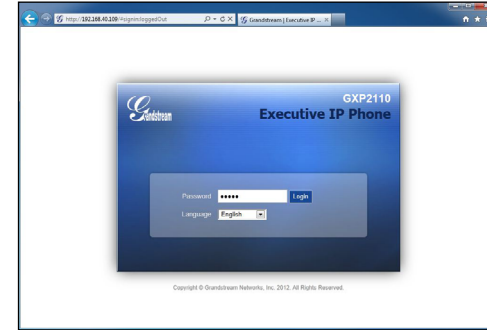 http://192.168.40.109/#signin:loggedOut
Grandstream | Executive IP ...
Grandstream
GXP2110
Executive IP Phone
Password
Login
Language English
Copyright © Grandstream Networks, Inc. 2012. All Rights Reserved.